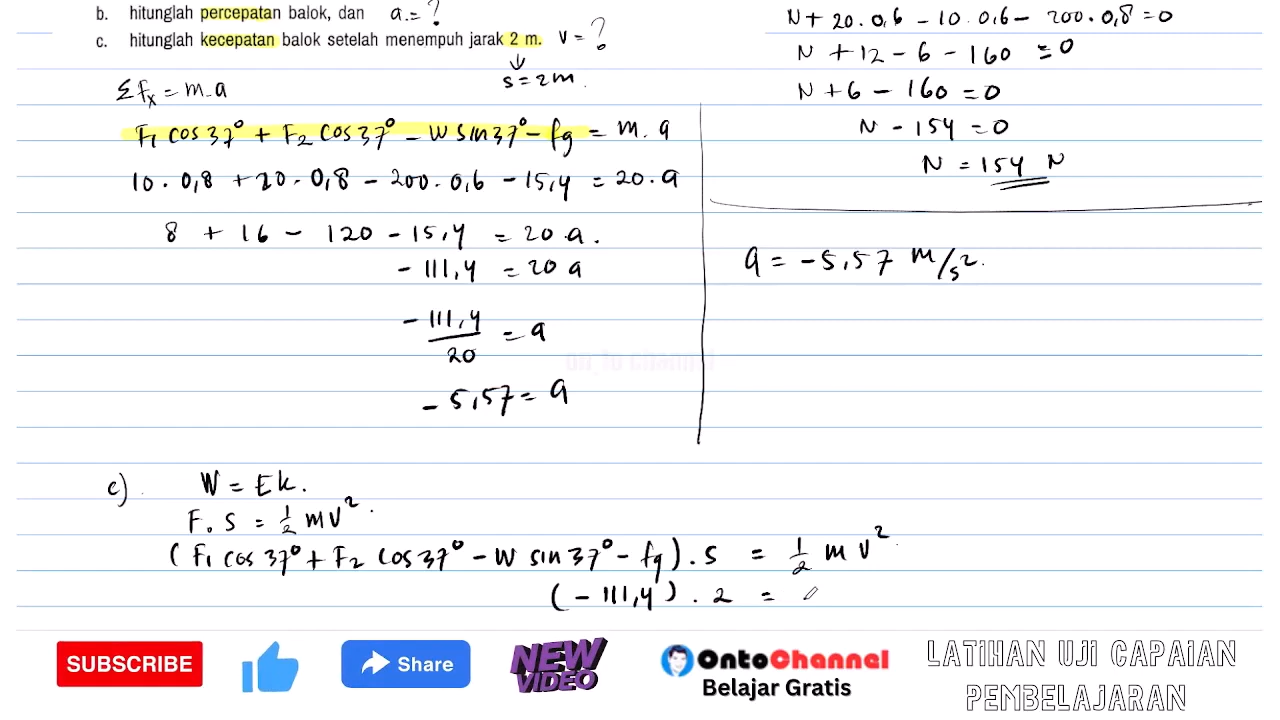 b. hitunglah percepatan balok, dan a = ?
c. hitunglah kecepatan balok setelah menempuh jarak 2 m. v = ?
↓
s = 2 m
Σfx = m.a
F1 cos 37° + F2 cos 37° - W sin 37° - fg = m. a
10 . 0,8 + 20 . 0,8 - 200 . 0,6 - 15,4 = 20 . a
8 + 16 - 120 - 15,4 = 20 a.
- 111,4 = 20 a
- 111,4 / 20 = a
- 5,57 = a
N + 20 . 0,6 - 10 . 0,6 - 200 . 0,8 = 0
N + 12 - 6 - 160 = 0
N + 6 - 160 = 0
N - 154 = 0
N = 154 N
a = - 5,57 m/s².
on_to channel
c) W = Ek.
F. s = 1/2 m v².
(F1 cos 37° + F2 cos 37° - W sin 37° - fg) . s = 1/2 m v²
(- 111,4) . 2 =
SUBSCRIBE
Share
NEW VIDEO
OntoChannel
Belajar Gratis
LATIHAN UJI CAPAIAN
PEMBELAJARAN